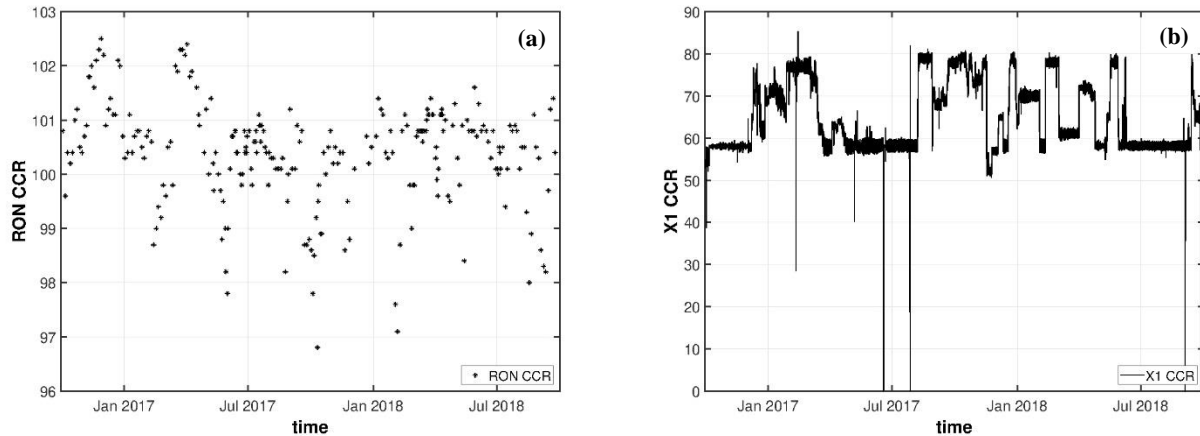 103
102
101
100
99
98
97
96
RON CCR
(a)
RON CCR
Jan 2017
Jul 2017
Jan 2018
Jul 2018
time
90
80
70
60
50
40
30
20
10
0
X1 CCR
(b)
X1 CCR
Jan 2017
Jul 2017
Jan 2018
Jul 2018
time